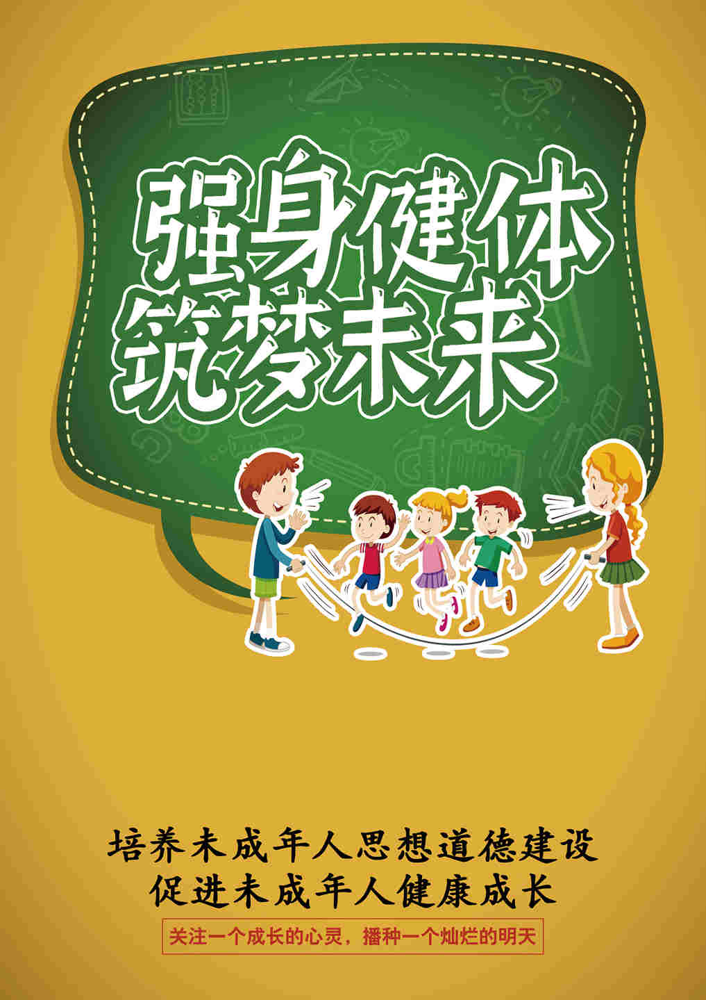 强身健体
筑梦未来
培养未成年人思想道德建设
促进未成年人健康成长
关注一个成长的心灵，播种一个灿烂的明天